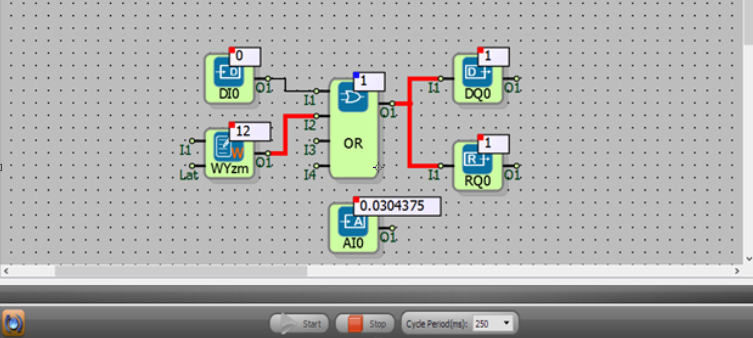 0
1
1
DI0
O1
I1
O1
I1
DQ0
O1
12
I2
OR
I1
WYzm
O1
I3
1
Lat
I4
I1
RQ0
O1
0.0304375
AI0
O1
Start
Stop
Cycle Period(ms):
250